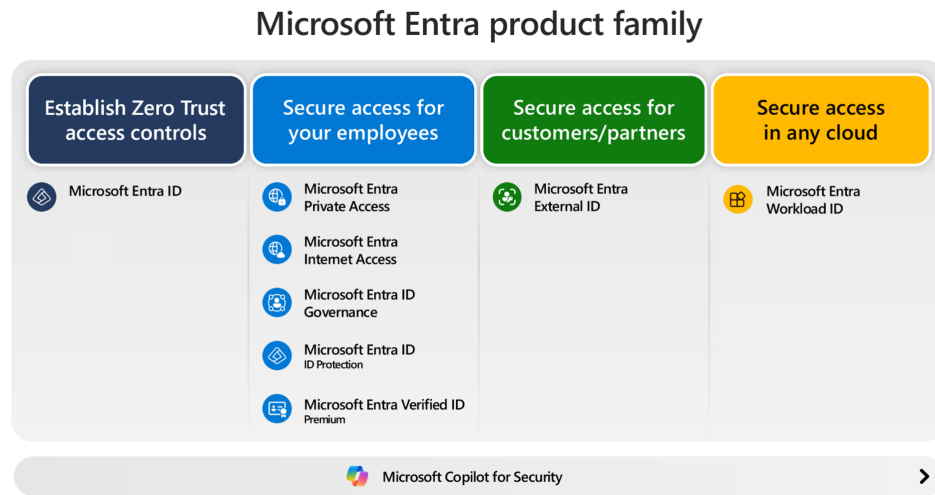 Microsoft Entra product family
Establish Zero Trust
access controls
Microsoft Entra ID
Secure access for
your employees
Microsoft Entra
Private Access
Microsoft Entra
Internet Access
Microsoft Entra ID
Governance
Microsoft Entra ID
ID Protection
Microsoft Entra Verified ID
Premium
Secure access for
customers/partners
Microsoft Entra
External ID
Secure access
in any cloud
Microsoft Entra
Workload ID
Microsoft Copilot for Security